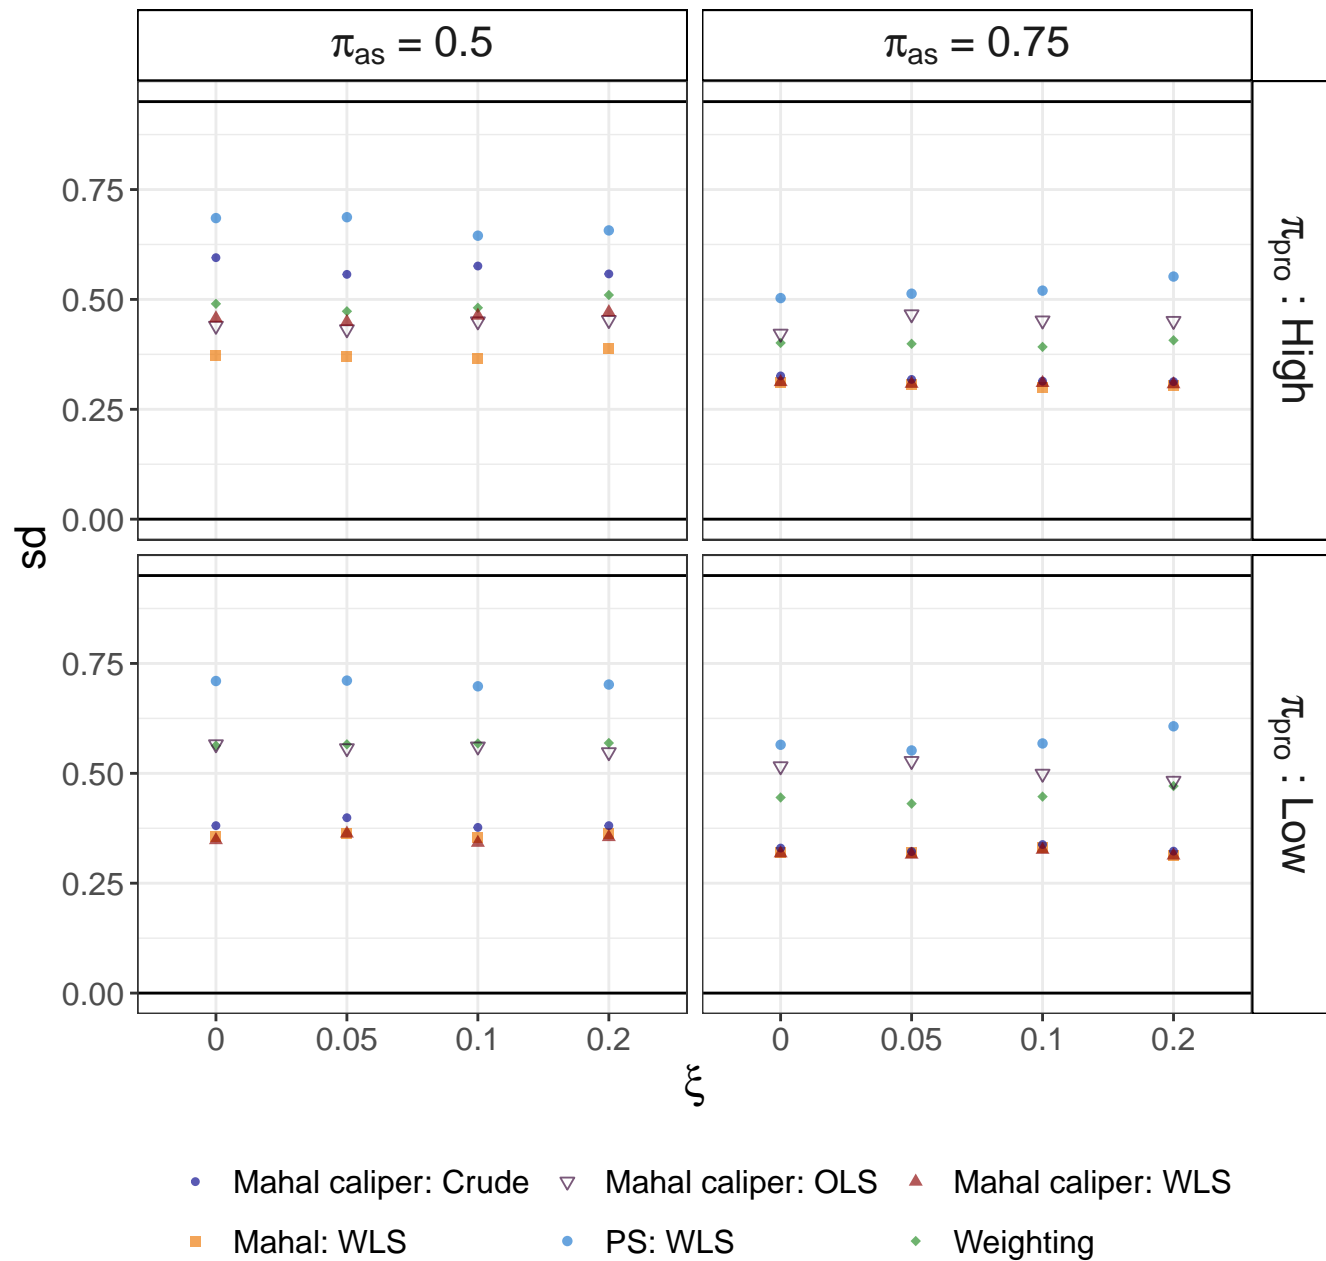 π_as = 0.5
π_as = 0.75
0.75
0.50
0.25
0.00
π_pro : High
sd
0.75
0.50
0.25
0.00
π_pro : Low
0 0.05 0.1 0.2
0 0.05 0.1 0.2
ξ
Mahal caliper: Crude Mahal caliper: OLS Mahal caliper: WLS
Mahal: WLS PS: WLS Weighting